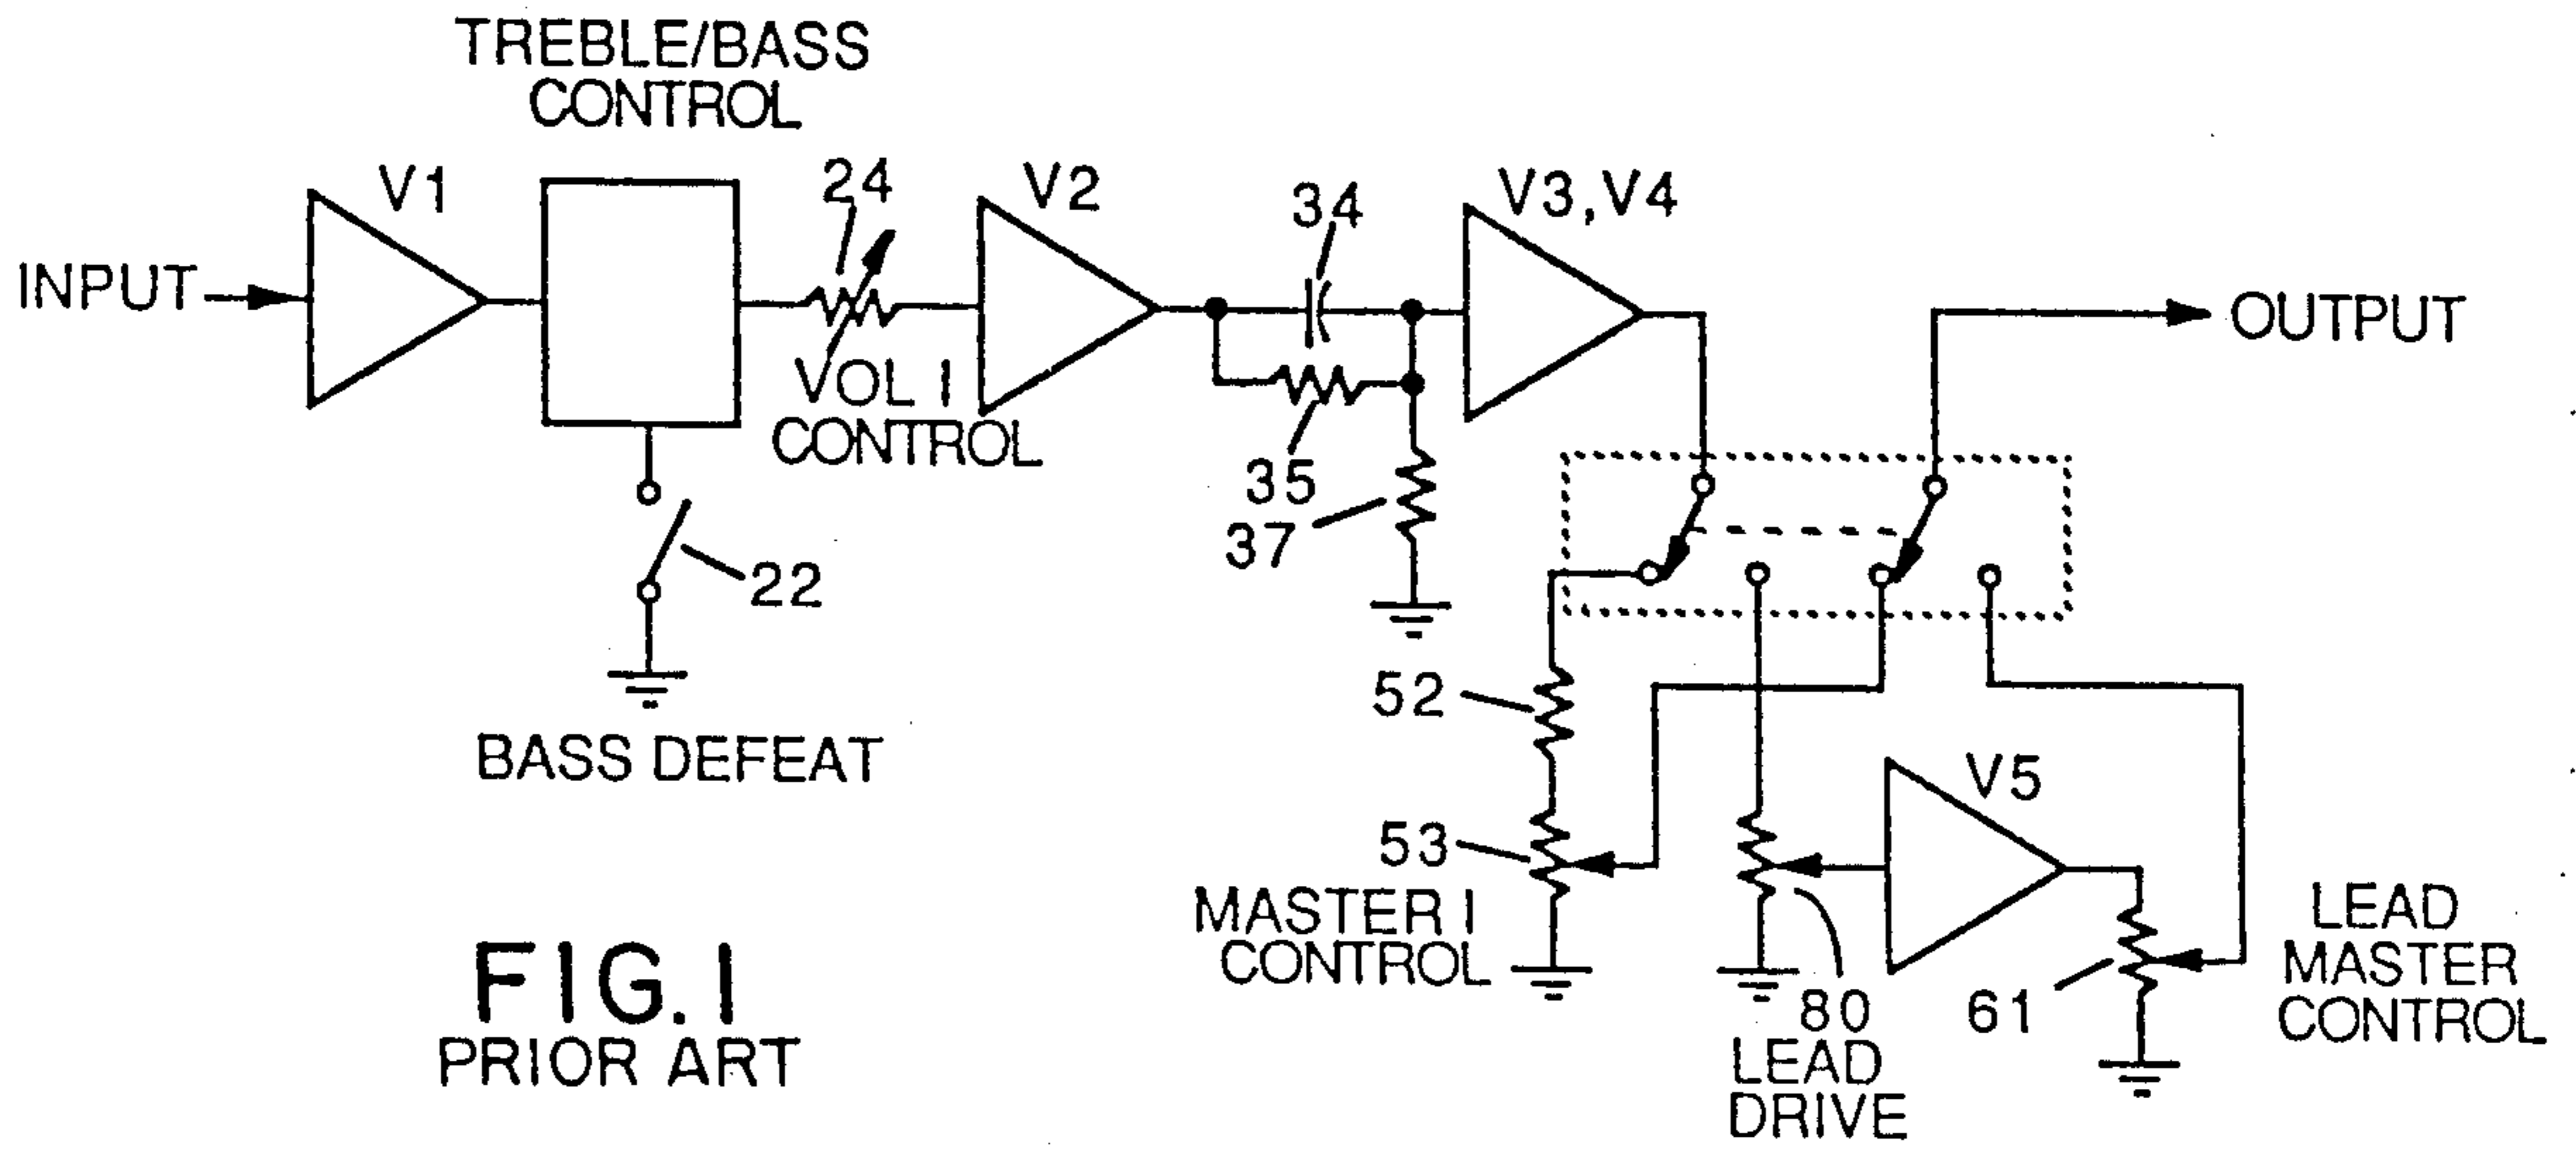 TREBLE/BASS
CONTROL
V1
24
V2
34
V3,V4
INPUT
OUTPUT
VOL I
CONTROL
35
37
22
BASS DEFEAT
52
53
MASTER I
CONTROL
V5
80
LEAD
DRIVE
61
LEAD
MASTER
CONTROL
FIG. I
PRIOR ART